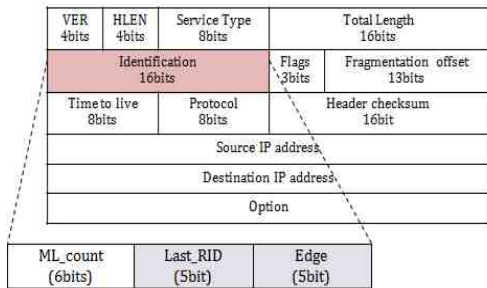 VER HLEN Service Type Total Length
4bits 4bits 8bits 16bits
Identification Flags Fragmentation offset
16bits 3bits 13bits
Time to live Protocol Header checksum
8bits 8bits 16bit
Source IP address
Destination IP address
Option
ML_count Last_RID Edge
(6bits) (5bit) (5bit)